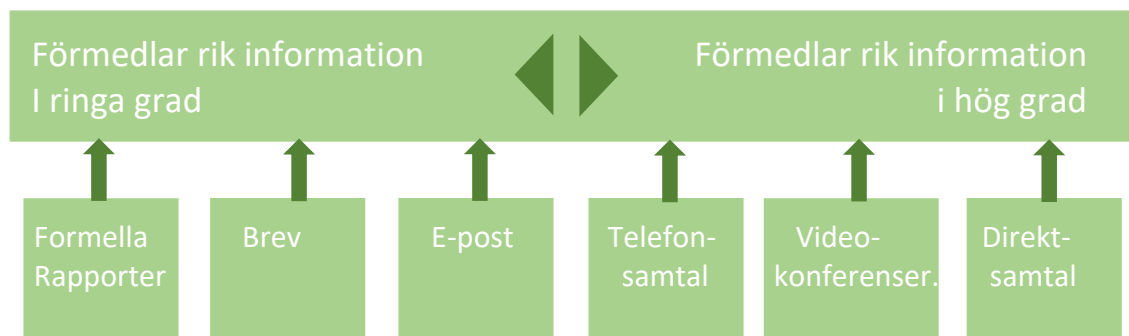 Förmedlar rik information
I ringa grad
Förmedlar rik information
i hög grad
Formella
Rapporter
Brev
E-post
Telefon-
samtal
Video-
konferenser.
Direkt-
samtal